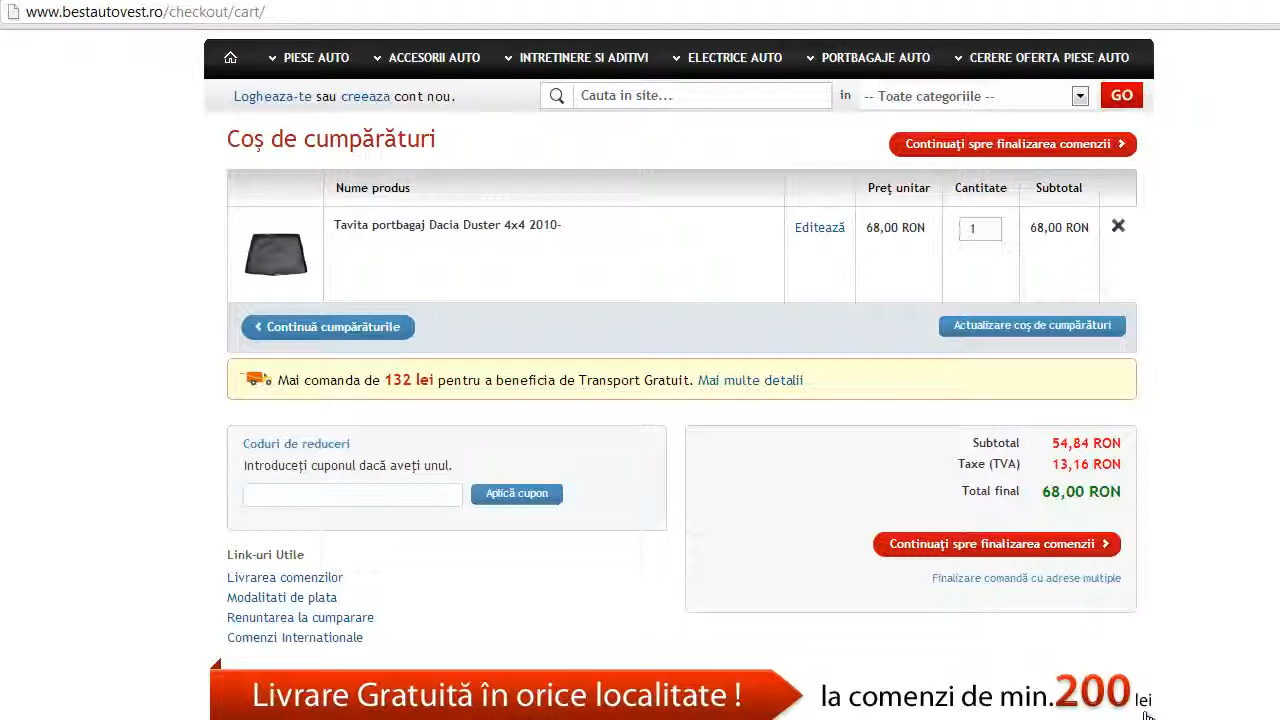 www.bestautovest.ro/checkout/cart/
PIESE AUTO ACCESORII AUTO INTRETINERE SI ADITIVI ELECTRICE AUTO PORTBAGAJE AUTO CERERE OFERTA PIESE AUTO
Logheaza-te sau creeaza cont nou. Cauta in site... in -- Toate categoriile -- GO
Coș de cumpărături
Continuaţi spre finalizarea comenzii
Nume produs Preţ unitar Cantitate Subtotal
Tavita portbagaj Dacia Duster 4x4 2010- Editează 68,00 RON 1 68,00 RON
Continuă cumpărăturile Actualizare coş de cumpărături
Mai comanda de 132 lei pentru a beneficia de Transport Gratuit. Mai multe detalii
Coduri de reduceri
Introduceți cuponul dacă aveți unul.
Aplică cupon
Subtotal 54,84 RON
Taxe (TVA) 13,16 RON
Total final 68,00 RON
Continuaţi spre finalizarea comenzii
Finalizare comandă cu adrese multiple
Link-uri Utile
Livrarea comenzilor
Modalitati de plata
Renuntarea la cumparare
Comenzi Internationale
Livrare Gratuită în orice localitate ! la comenzi de min.200 lei